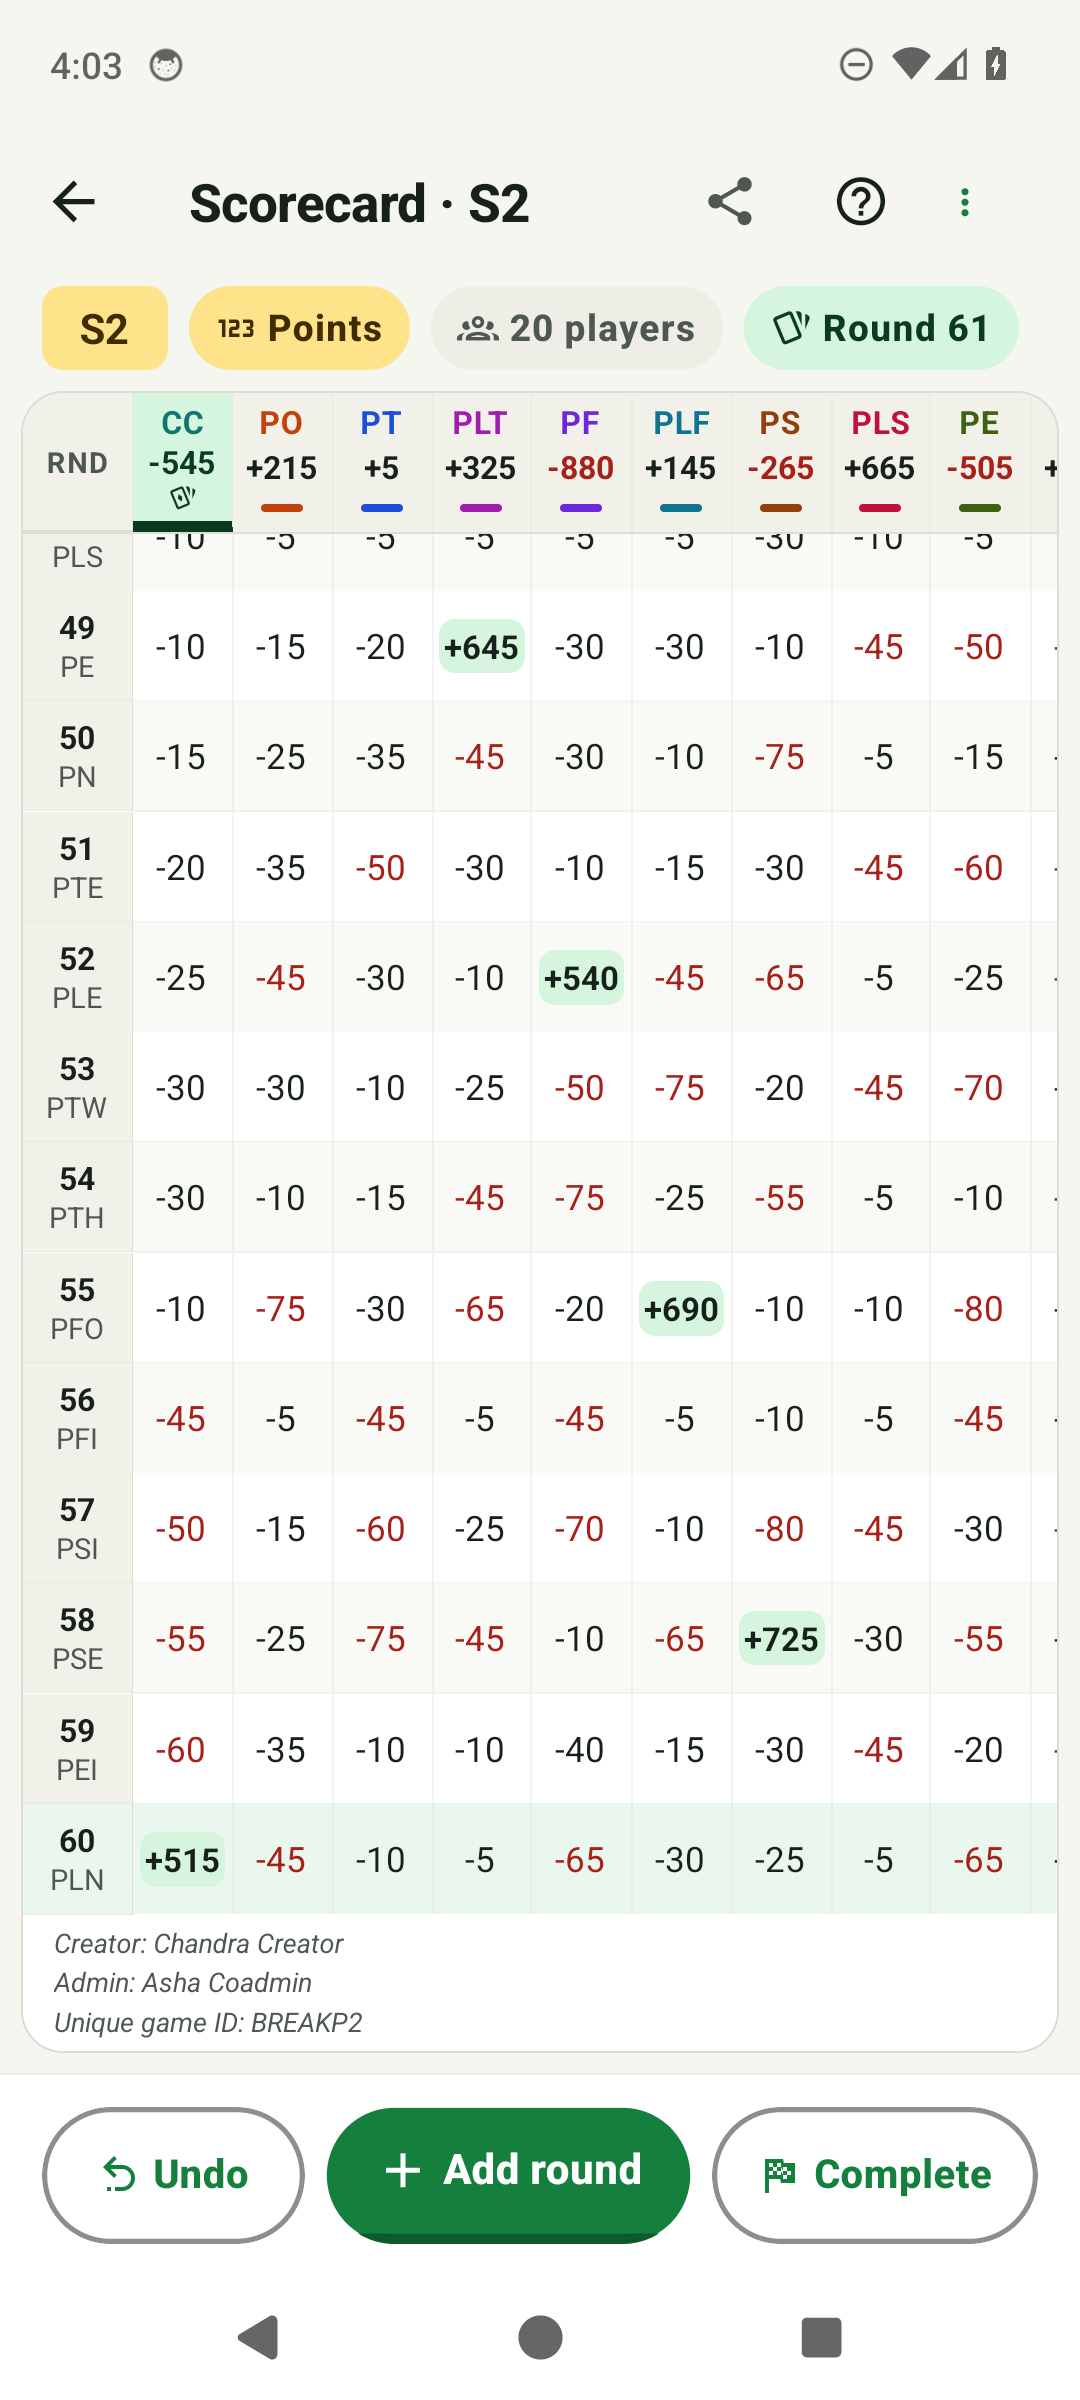 4:03
Scorecard · S2
S2
123 Points
20 players
Round 61
RND CC PO PT PLT PF PLF PS PLS PE
-545 +215 +5 +325 -880 +145 -265 +665 -505 +
PLS -10 -5 -5 -5 -5 -5 -30 -10 -5
49 PE -10 -15 -20 +645 -30 -30 -10 -45 -50
50 PN -15 -25 -35 -45 -30 -10 -75 -5 -15
51 PTE -20 -35 -50 -30 -10 -15 -30 -45 -60
52 PLE -25 -45 -30 -10 +540 -45 -65 -5 -25
53 PTW -30 -30 -10 -25 -50 -75 -20 -45 -70
54 PTH -30 -10 -15 -45 -75 -25 -55 -5 -10
55 PFO -10 -75 -30 -65 -20 +690 -10 -10 -80
56 PFI -45 -5 -45 -5 -45 -5 -10 -5 -45
57 PSI -50 -15 -60 -25 -70 -10 -80 -45 -30
58 PSE -55 -25 -75 -45 -10 -65 +725 -30 -55
59 PEI -60 -35 -10 -10 -40 -15 -30 -45 -20
60 PLN +515 -45 -10 -5 -65 -30 -25 -5 -65
Creator: Chandra Creator
Admin: Asha Coadmin
Unique game ID: BREAKP2
Undo
+ Add round
Complete